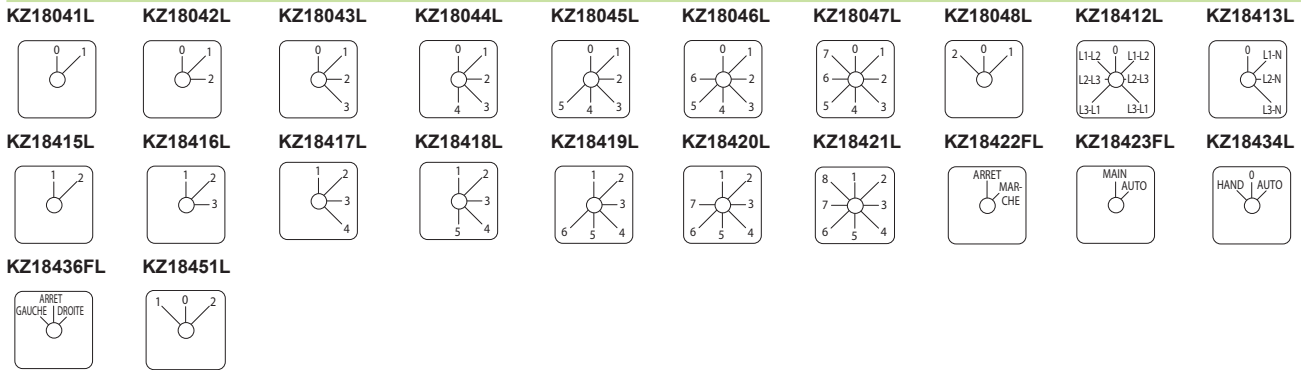 KZ18041L KZ18042L KZ18043L KZ18044L KZ18045L KZ18046L KZ18047L KZ18048L KZ18412L KZ18413L
0 1
0 1 2
0 1 2 3
0 1 2 3 4
0 1 2 3 4 5
0 1 2 3 4 5 6
0 1 2 3 4 5 6 7
2 0 1
L1-L2 0 L1-L2
L2-L3 L2-L3
L3-L1 L3-L1
0 L1-N
L2-N
L3-N
KZ18415L KZ18416L KZ18417L KZ18418L KZ18419L KZ18420L KZ18421L KZ18422FL KZ18423FL KZ18434L
1 2
1 2 3
1 2 3 4
1 2 3 4 5
1 2 3 4 5 6
1 2 3 4 5 6 7
8 1 2 3 4 5 6 7
ARRET
MAR-
CHE
MAIN
AUTO
0
HAND AUTO
KZ18436FL KZ18451L
ARRET
GAUCHE DROITE
1 0 2